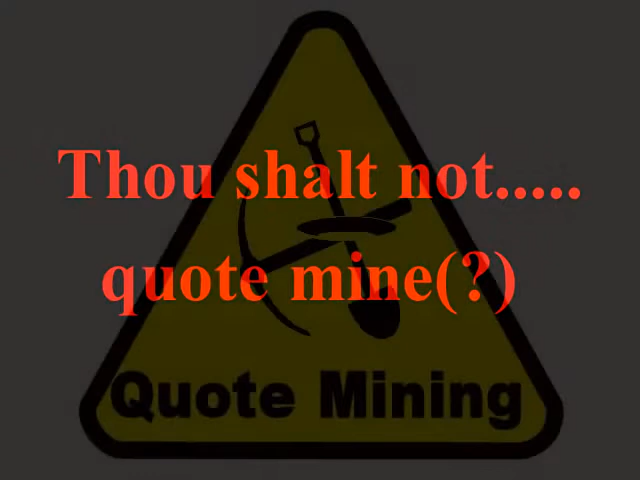 Thou shalt not.....
quote mine(?)
Quote Mining